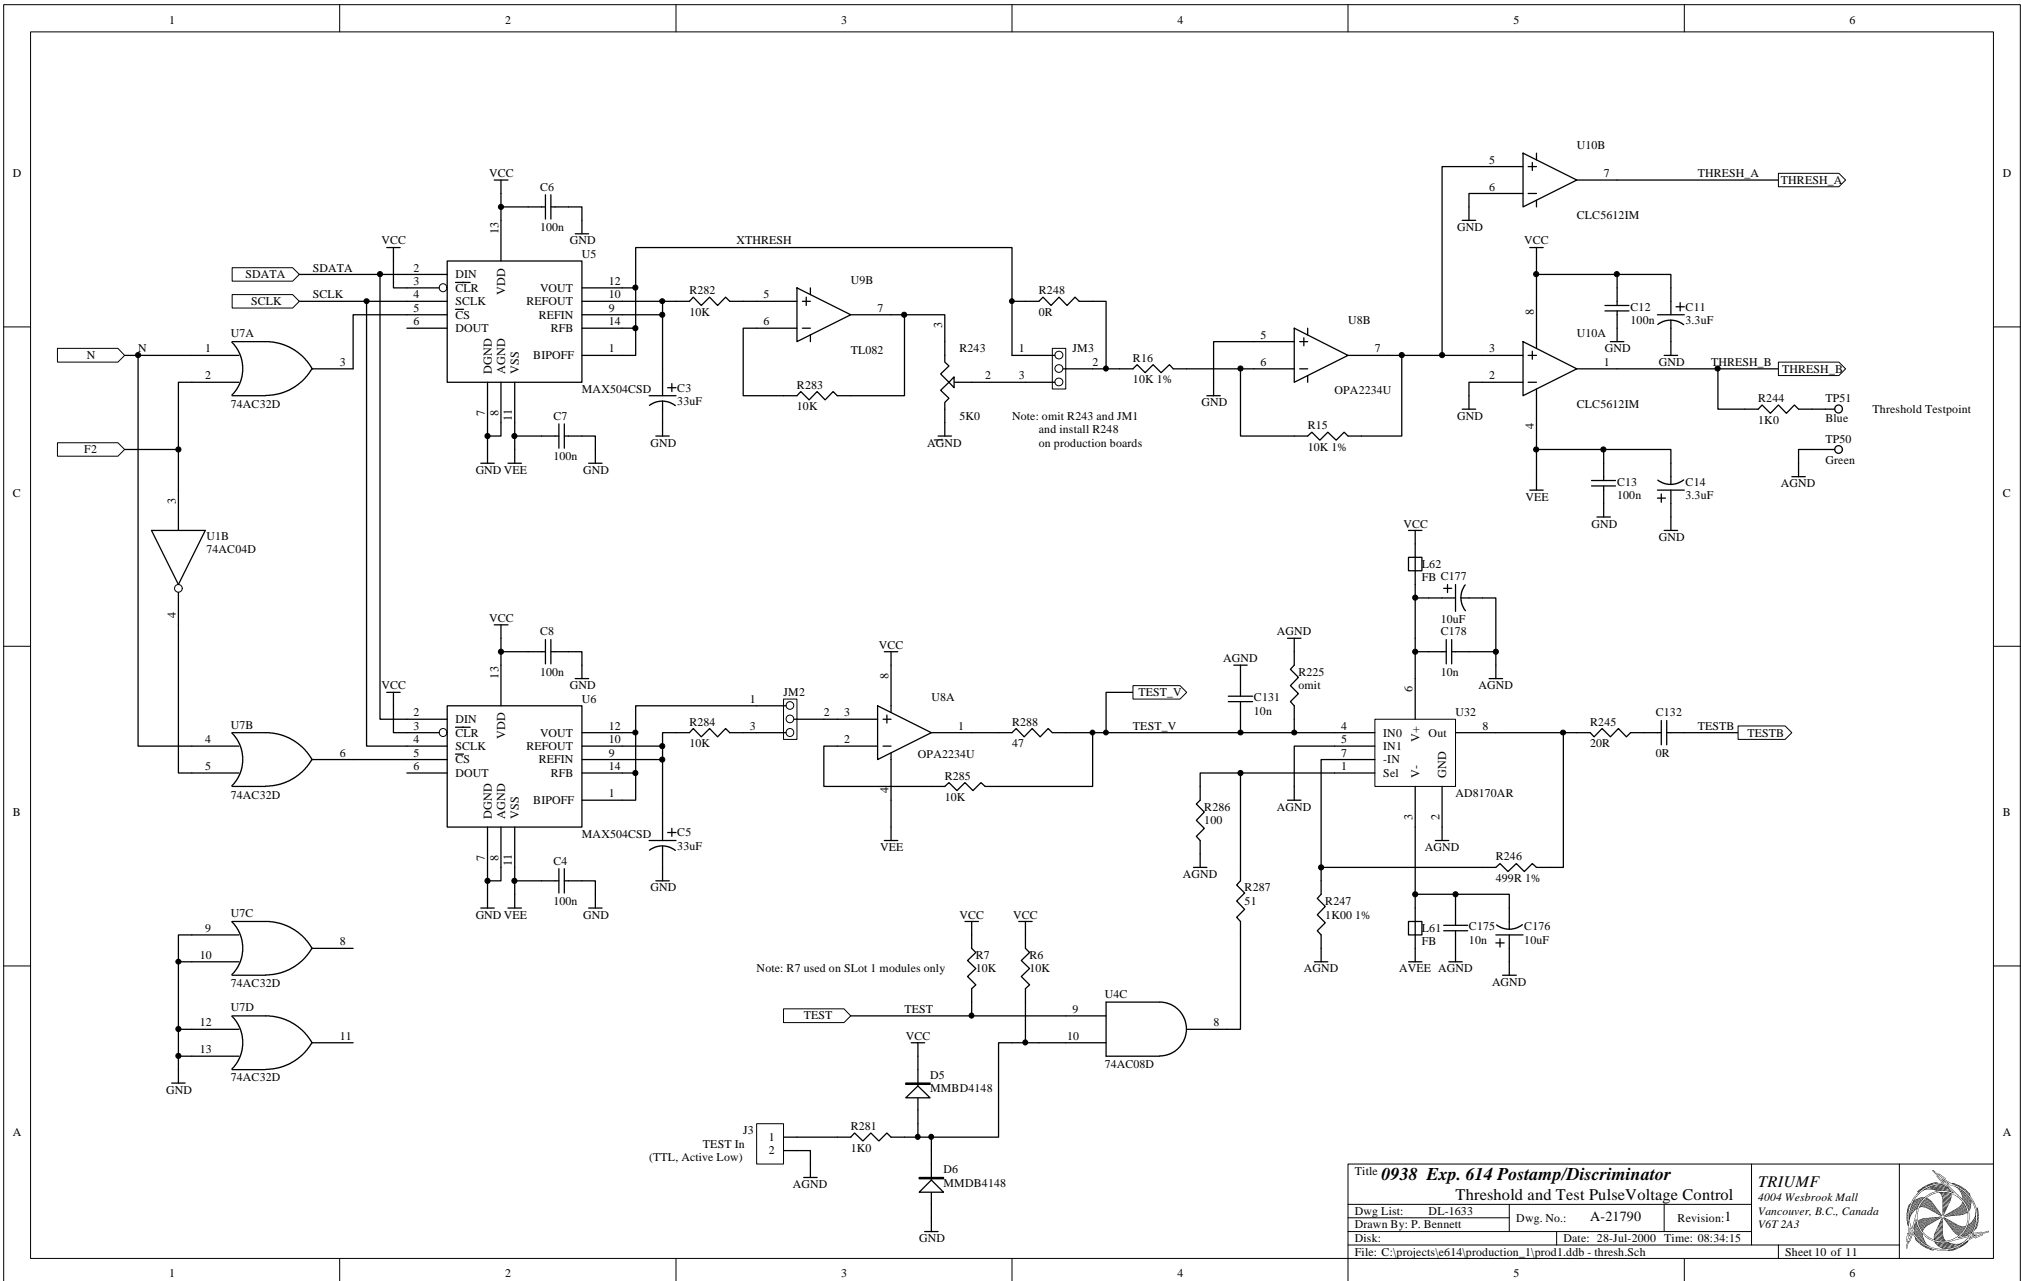 1 2 3 4 5 6
D
C
B
A
N
N
F2
SDATA
SDATA
SCLK
SCLK
U7A
1
2
3
74AC32D
3
U1B
74AC04D
4
U7B
4
5
6
74AC32D
U7C
9
10
8
74AC32D
U7D
12
13
11
74AC32D
GND
VCC
C6
100n
GND
13
VCC
U5
2
3
4
5
6
DIN
CLR
SCLK
CS
DOUT
VDD
VOUT
REFOUT
REFIN
RFB
BIPOFF
DGND
AGND
VSS
12
10
9
14
1
MAX504CSD
7
8
11
C7
100n
GND
VEE
GND
+C3
33uF
GND
XTHRESH
R282
10K
U9B
5
6
7
TL082
R283
10K
3
R243
2
5K0
AGND
R248
0R
1
2
3
JM3
Note: omit R243 and JM1
and install R248
on production boards
R16
10K 1%
GND
U8B
5
6
7
OPA2234U
R15
10K 1%
U10B
5
6
7
CLC5612IM
GND
THRESH_A
THRESH_A
VCC
8
C12
100n
+C11
3.3uF
U10A
GND
GND
3
2
1
CLC5612IM
GND
THRESH_B
THRESH_B
R244
1K0
TP51
Blue
Threshold Testpoint
TP50
Green
AGND
4
VEE
C13
100n
+
C14
3.3uF
GND
GND
VCC
C8
100n
GND
13
VCC
U6
2
3
4
5
6
DIN
CLR
SCLK
CS
DOUT
VDD
VOUT
REFOUT
REFIN
RFB
BIPOFF
DGND
AGND
VSS
12
10
9
14
1
MAX504CSD
7
8
11
C4
100n
GND
VEE
GND
+C5
33uF
GND
R284
10K
1
JM2
3
2
VCC
8
U8A
3
2
1
OPA2234U
4
VEE
R288
47
R285
10K
TEST_V
TEST_V
AGND
C131
10n
AGND
R225
omit
VCC
L62
FB
C177
+
10uF
C178
10n
AGND
6
U32
4
5
7
1
IN0
IN1
-IN
Sel
V+
Out
V-
GND
8
AD8170AR
3
2
AGND
AGND
R286
100
AGND
R287
51
R245
20R
C132
0R
TESTB
TESTB
R246
499R 1%
R247
1K00 1%
AGND
L61
FB
AVEE
C175
10n
AGND
+
C176
10uF
AGND
VCC
R7
10K
VCC
R6
10K
Note: R7 used on SLot 1 modules only
TEST
TEST
9
10
U4C
8
74AC08D
VCC
D5
MMBD4148
J3
1
2
TEST In
(TTL, Active Low)
R281
1K0
AGND
D6
MMDB4148
GND
Title 0938 Exp. 614 Postamp/Discriminator
Threshold and Test PulseVoltage Control
Dwg List: DL-1633
Drawn By: P. Bennett
Dwg. No.: A-21790
Revision:1
Disk:
Date: 28-Jul-2000 Time: 08:34:15
File: C:\projects\e614\production_1\prod1.ddb - thresh.Sch
Sheet 10 of 11
TRIUMF
4004 Wesbrook Mall
Vancouver, B.C., Canada
V6T 2A3
D
C
B
A
1 2 3 4 5 6